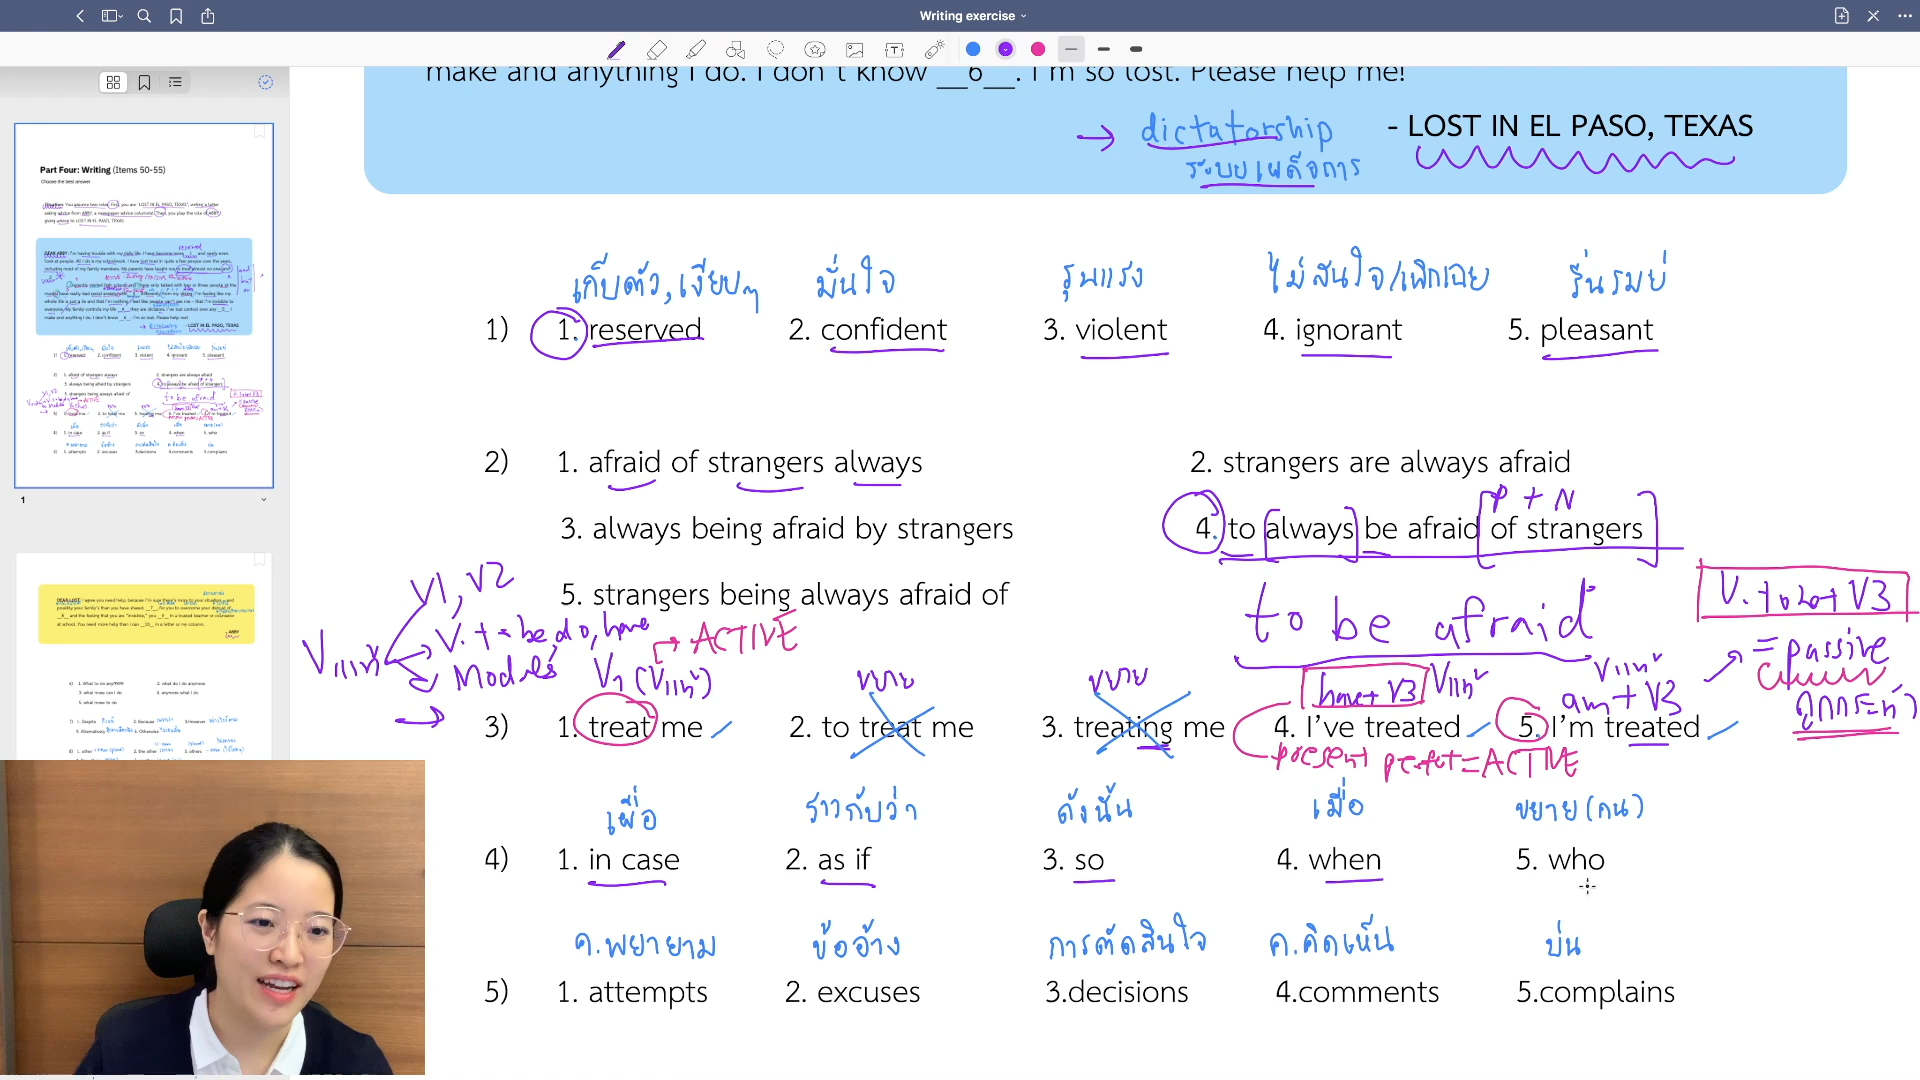 Writing exercise
make and anything I do. I don't know __6__. I'm so lost. Please help me!
→ dictatorship
ระบบเผด็จการ
- LOST IN EL PASO, TEXAS
Part Four: Writing (Items 50-55)
Choose the best answer
1
เก็บตัว, เงียบๆ มั่นใจ รุนแรง ไม่สนใจ/เพิกเฉย รื่นรมย์
1) 1. reserved 2. confident 3. violent 4. ignorant 5. pleasant
2) 1. afraid of strangers always 2. strangers are always afraid
P + N
3. always being afraid by strangers 4. to always be afraid of strangers
5. strangers being always afraid of
to be afraid
V1, V2
V. to be, do, have
Modals
V.แท้
→ ACTIVE
V1 (V.แท้)
ขยาย ขยาย
have + V3 V.แท้
V.แท้
am + V3
V. to be + V3
= passive
ถูกกระทำ
3) 1. treat me 2. to treat me 3. treating me 4. I've treated 5. I'm treated
present perfect = ACTIVE
เผื่อ ราวกับว่า ดังนั้น เมื่อ ขยาย (คน)
4) 1. in case 2. as if 3. so 4. when 5. who
ค.พยายาม ข้ออ้าง การตัดสินใจ ค.คิดเห็น บ่น
5) 1. attempts 2. excuses 3.decisions 4.comments 5.complains